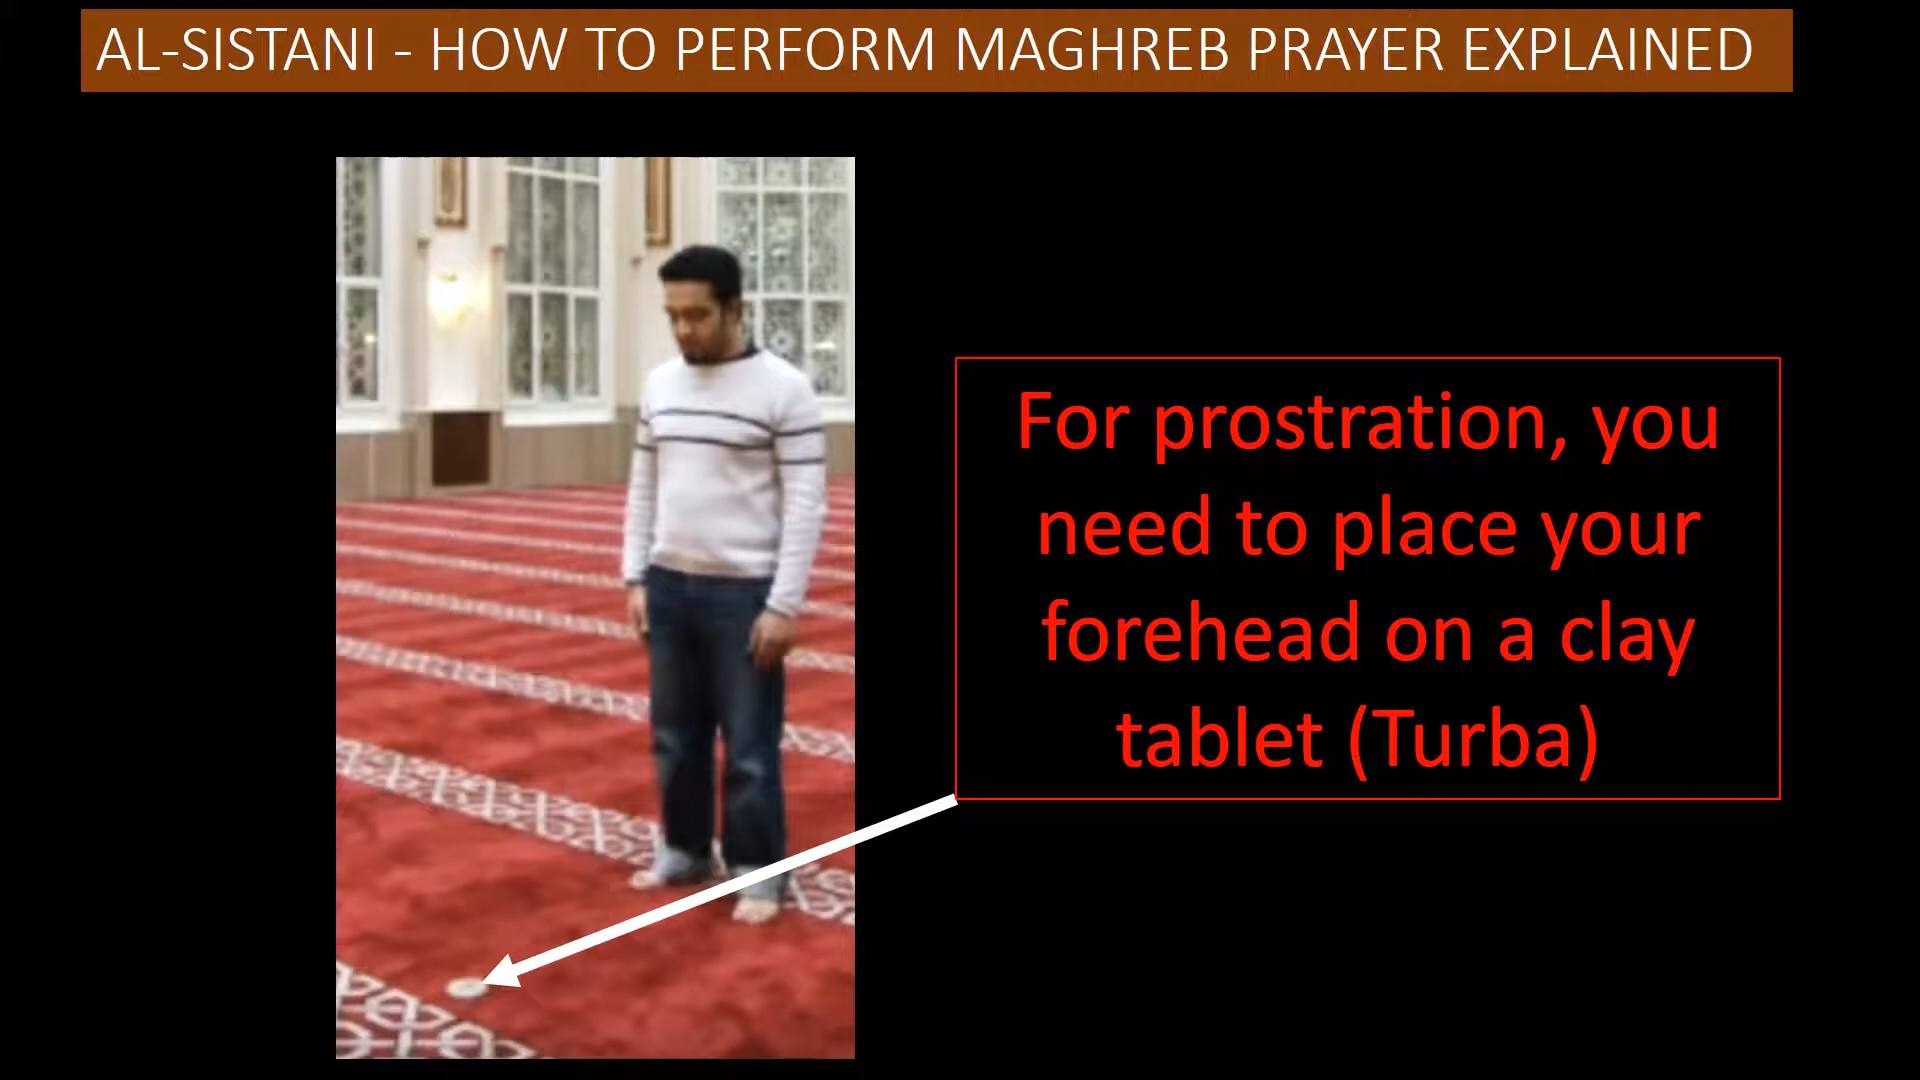 AL-SISTANI - HOW TO PERFORM MAGHREB PRAYER EXPLAINED
For prostration, you
need to place your
forehead on a clay
tablet (Turba)